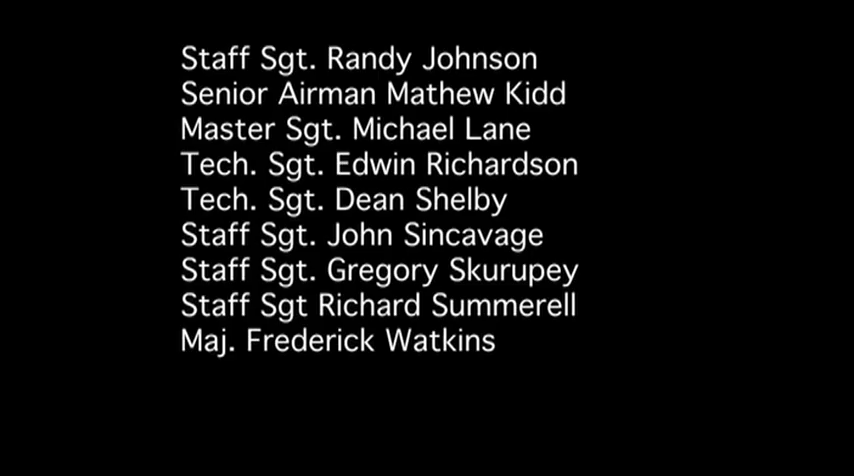 Staff Sgt. Randy Johnson
Senior Airman Mathew Kidd
Master Sgt. Michael Lane
Tech. Sgt. Edwin Richardson
Tech. Sgt. Dean Shelby
Staff Sgt. John Sincavage
Staff Sgt. Gregory Skurupey
Staff Sgt Richard Summerell
Maj. Frederick Watkins